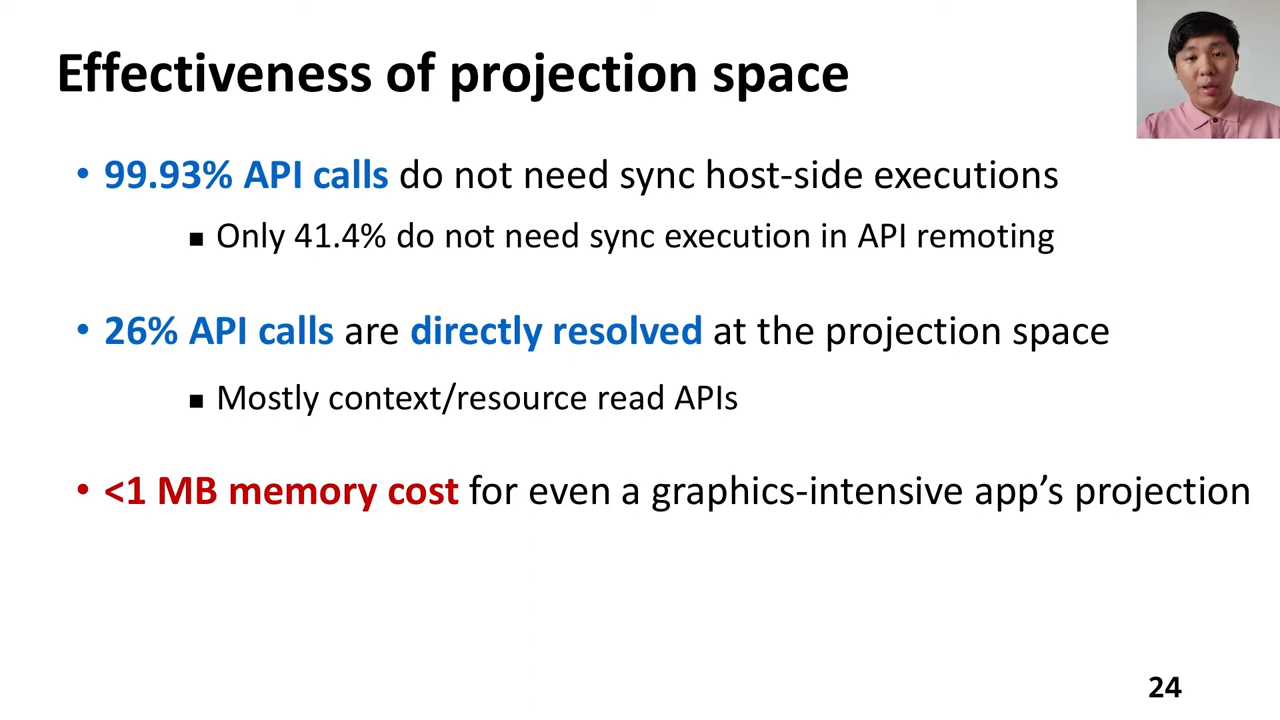 Effectiveness of projection space
• 99.93% API calls do not need sync host-side executions
▪ Only 41.4% do not need sync execution in API remoting
• 26% API calls are directly resolved at the projection space
▪ Mostly context/resource read APIs
• <1 MB memory cost for even a graphics-intensive app’s projection
24